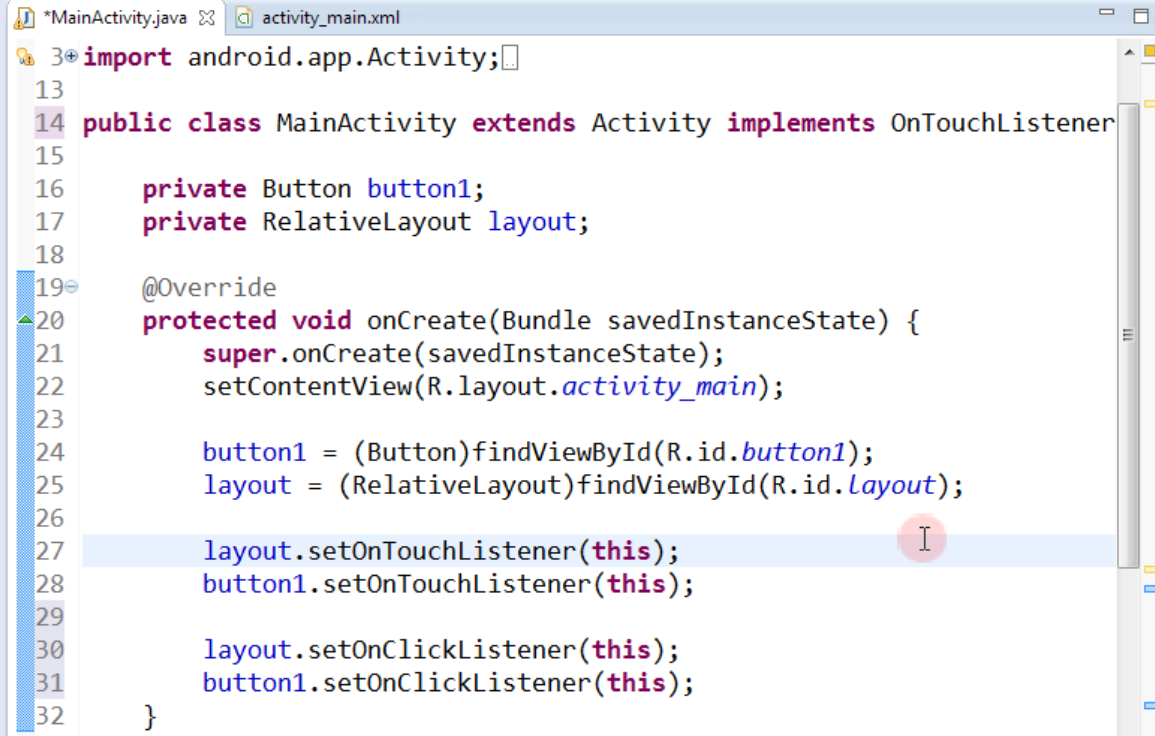 *MainActivity.java activity_main.xml
3 import android.app.Activity;
13
14 public class MainActivity extends Activity implements OnTouchListener
15
16 private Button button1;
17 private RelativeLayout layout;
18
19 @Override
20 protected void onCreate(Bundle savedInstanceState) {
21 super.onCreate(savedInstanceState);
22 setContentView(R.layout.activity_main);
23
24 button1 = (Button)findViewById(R.id.button1);
25 layout = (RelativeLayout)findViewById(R.id.layout);
26
27 layout.setOnTouchListener(this);
28 button1.setOnTouchListener(this);
29
30 layout.setOnClickListener(this);
31 button1.setOnClickListener(this);
32 }